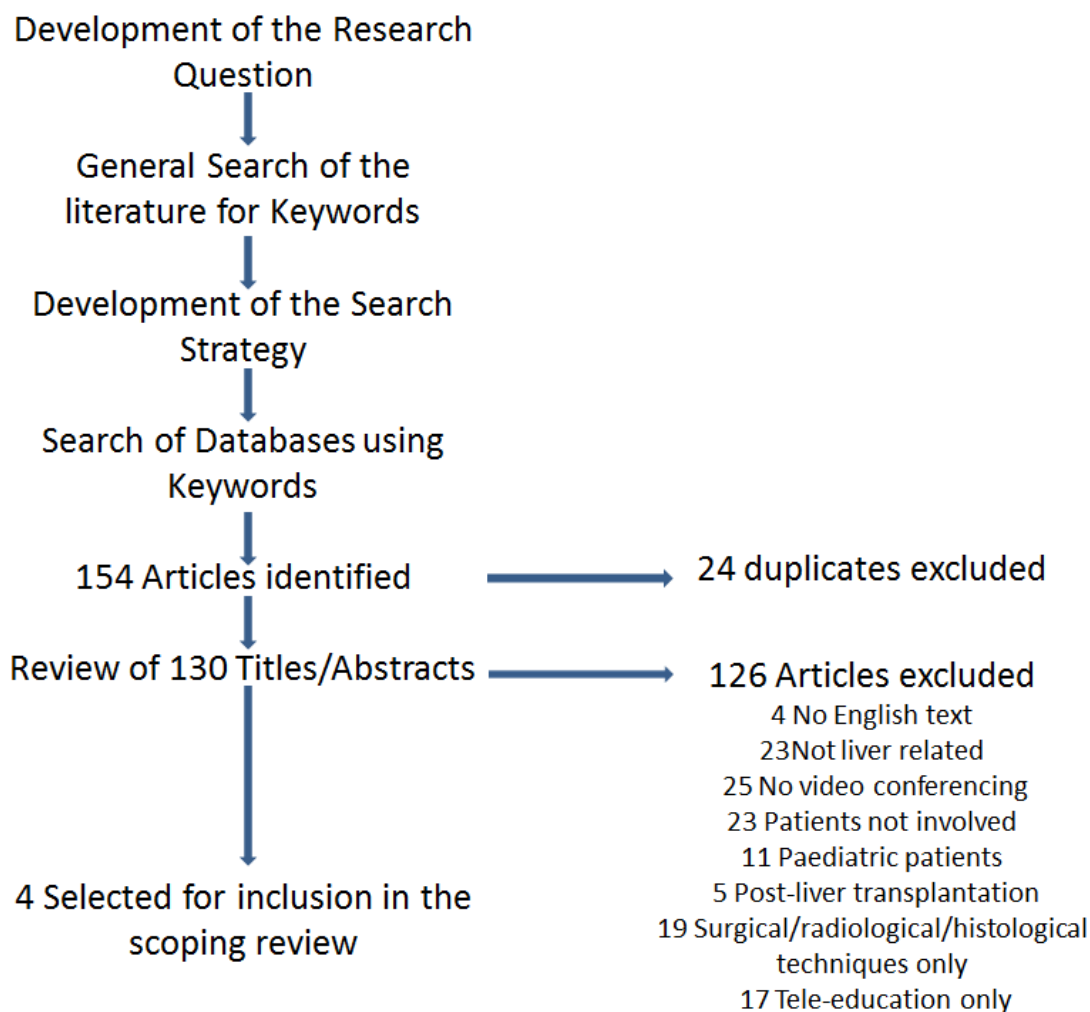 Development of the Research
Question
General Search of the
literature for Keywords
Development of the Search
Strategy
Search of Databases using
Keywords
154 Articles identified
24 duplicates excluded
Review of 130 Titles/Abstracts
126 Articles excluded
4 No English text
23Not liver related
25 No video conferencing
23 Patients not involved
11 Paediatric patients
5 Post-liver transplantation
19 Surgical/radiological/histological
techniques only
17 Tele-education only
4 Selected for inclusion in the
scoping review